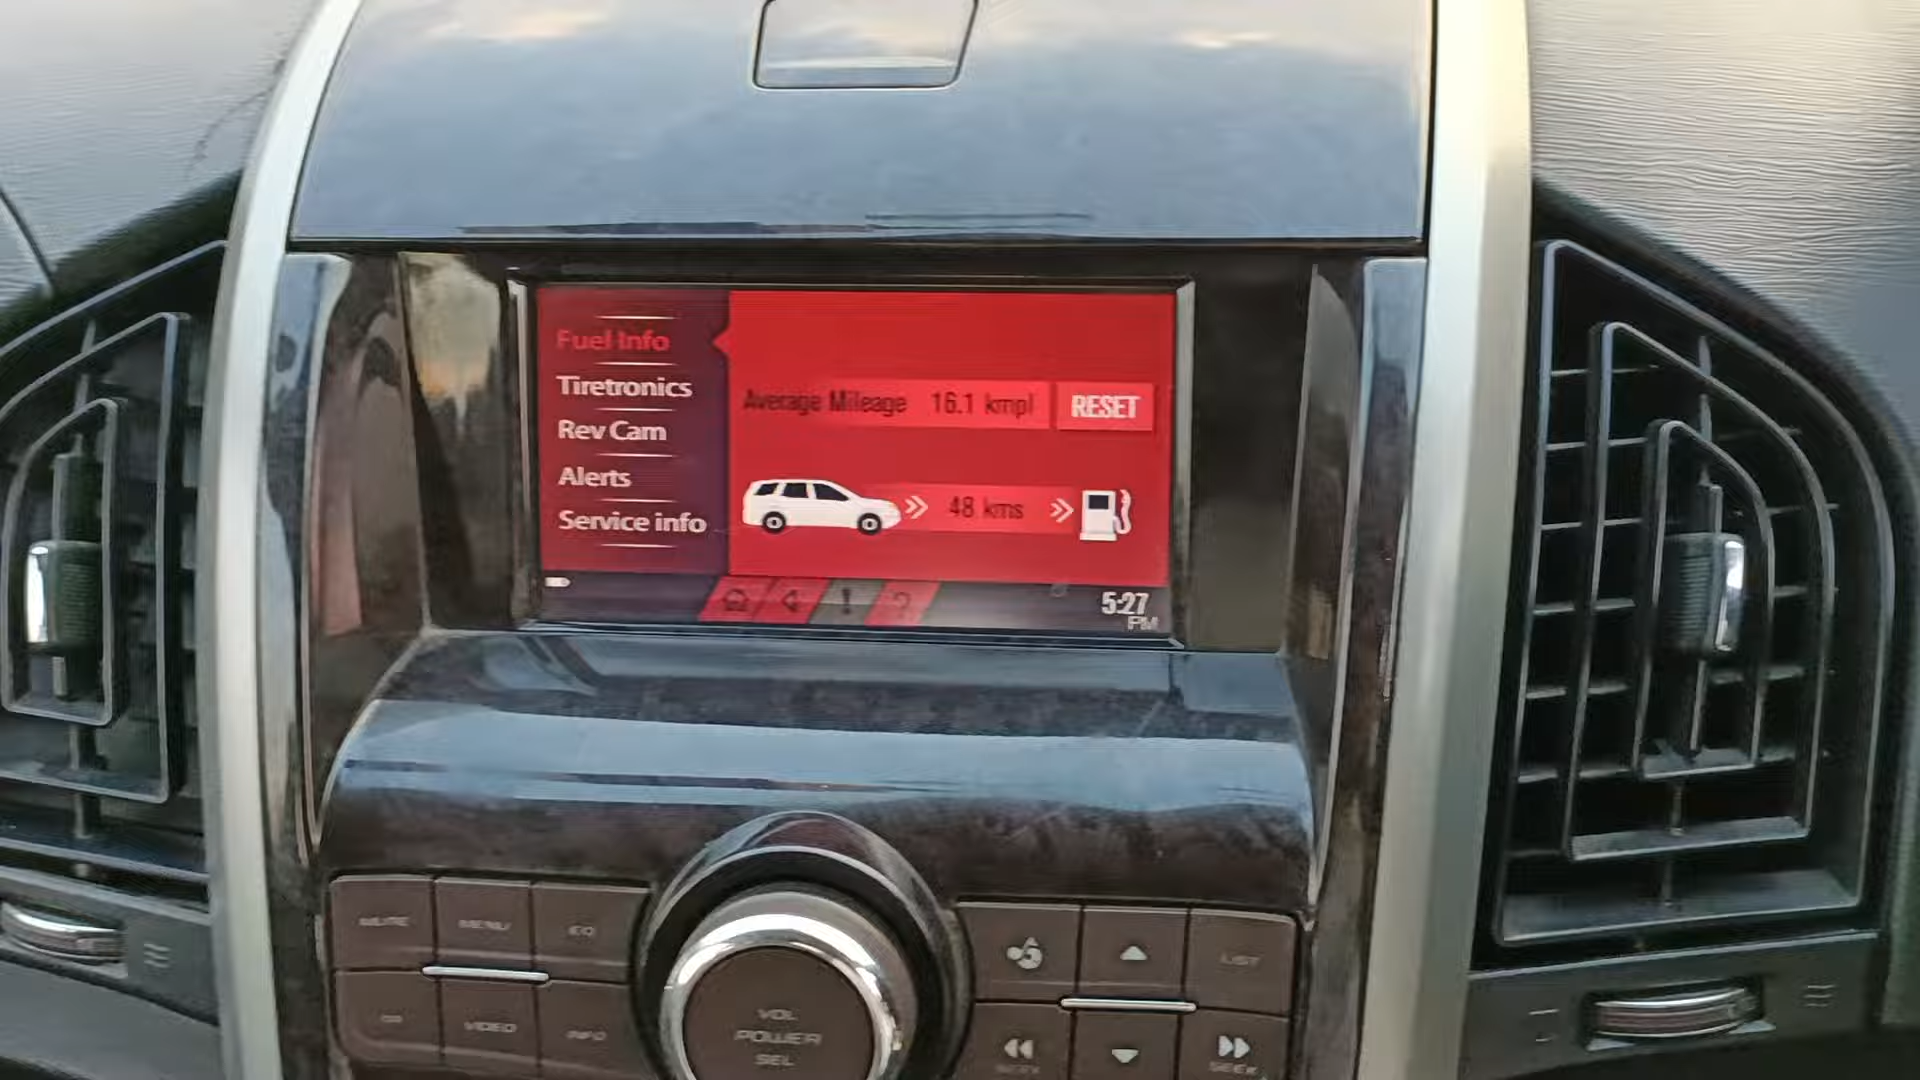 Fuel Info
Tiretronics
Rev Cam
Alerts
Service info
Average Mileage 16.1 kmpl RESET
48 kms
5:27
PM
MUTE MENU EQ
LIST
VIDEO INFO
VOL
POWER
SEL
SEEK SEEK